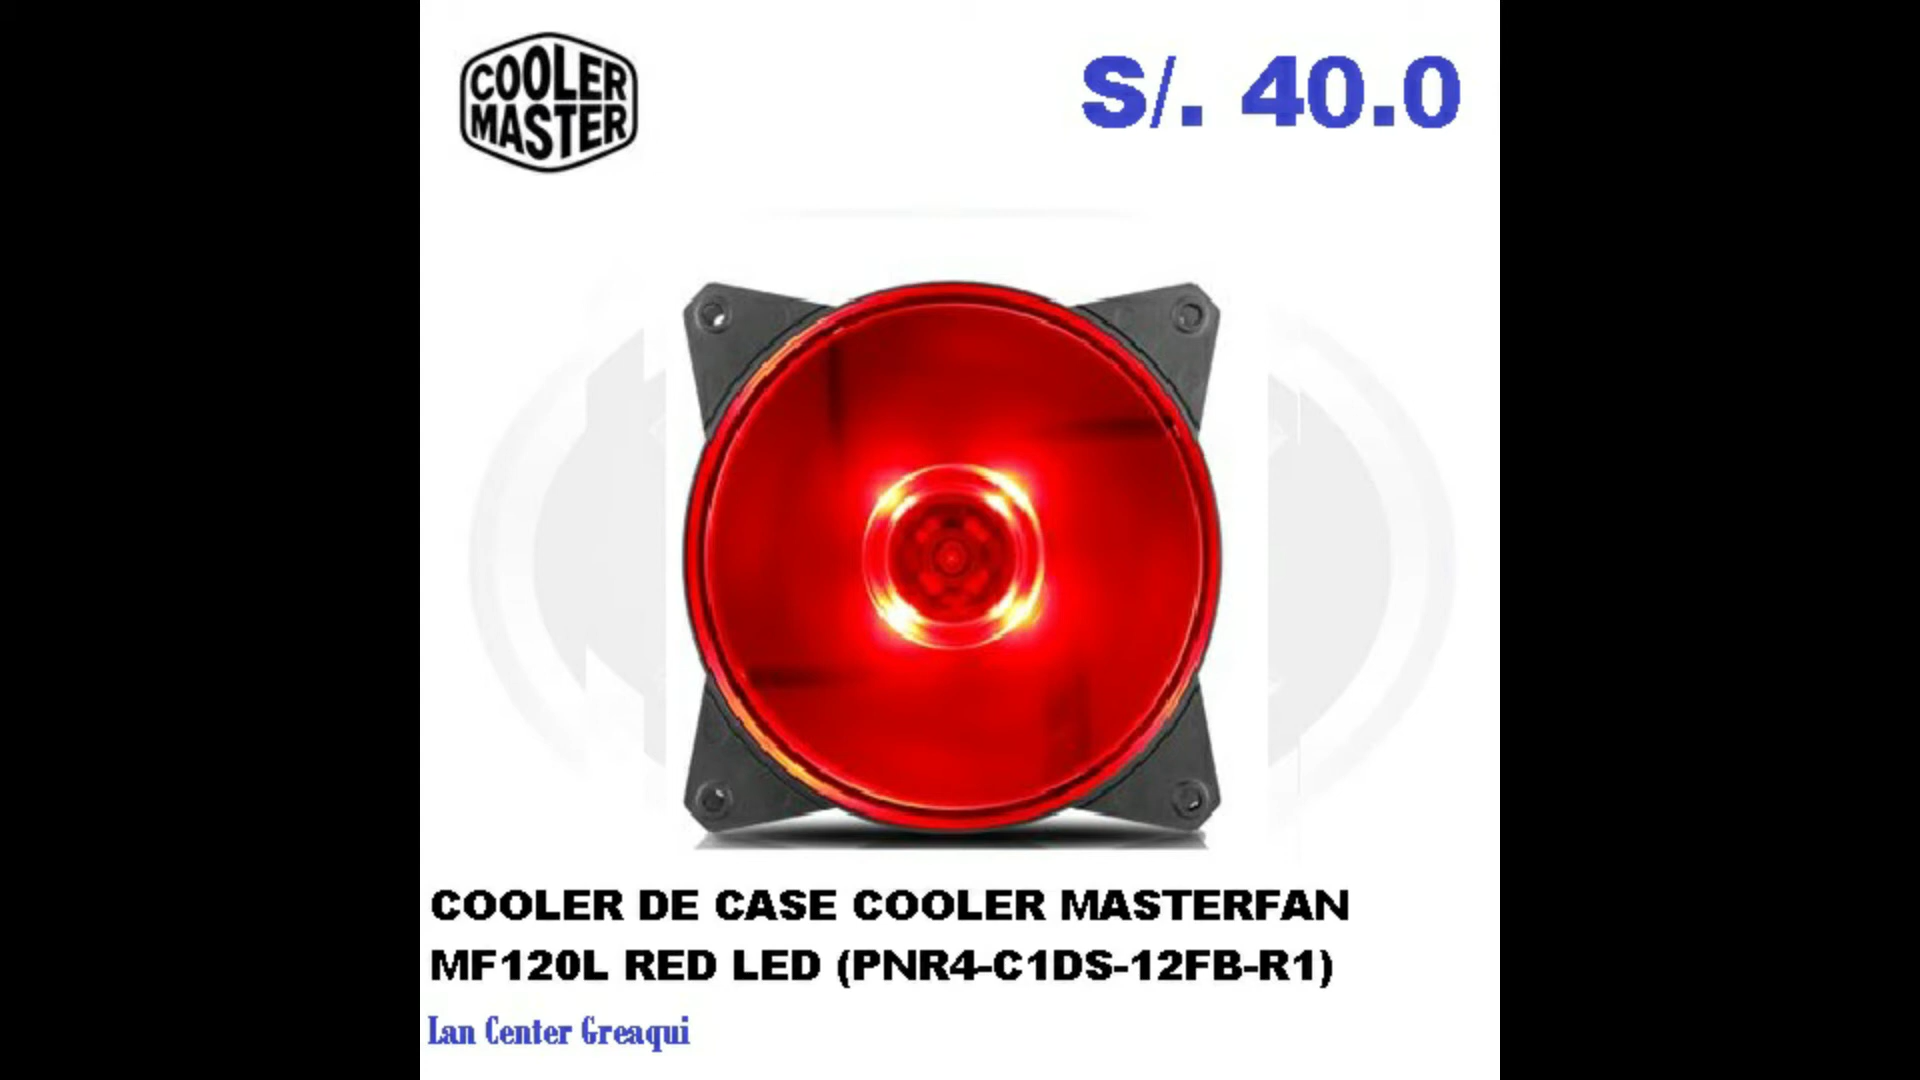 COOLER
MASTER
S/. 40.0
COOLER DE CASE COOLER MASTERFAN
MF120L RED LED (PNR4-C1DS-12FB-R1)
Lan Center Greaqui